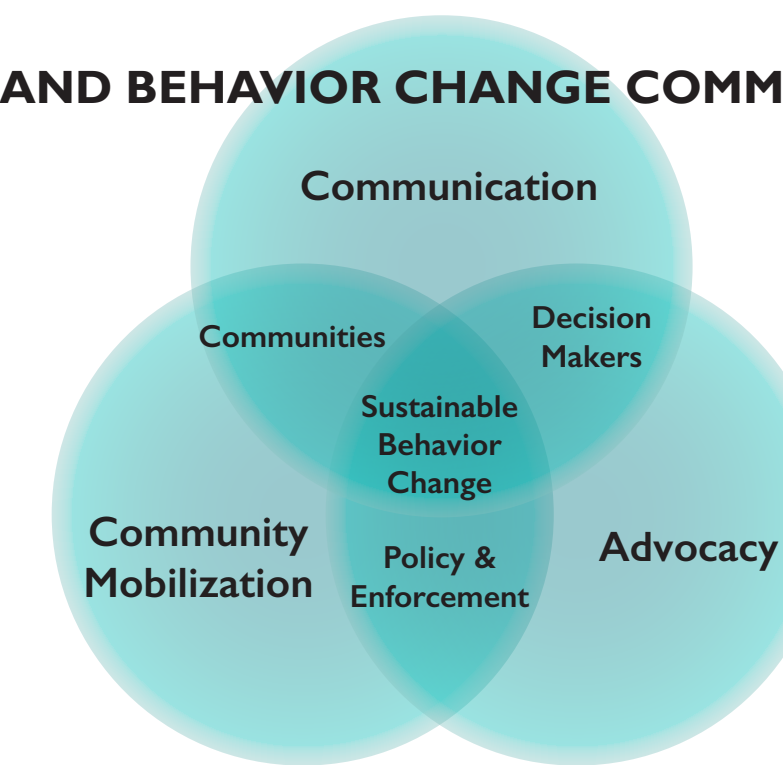 AND BEHAVIOR CHANGE COMM
Communication
Communities
Decision
Makers
Sustainable
Behavior
Change
Community
Mobilization
Policy &
Enforcement
Advocacy